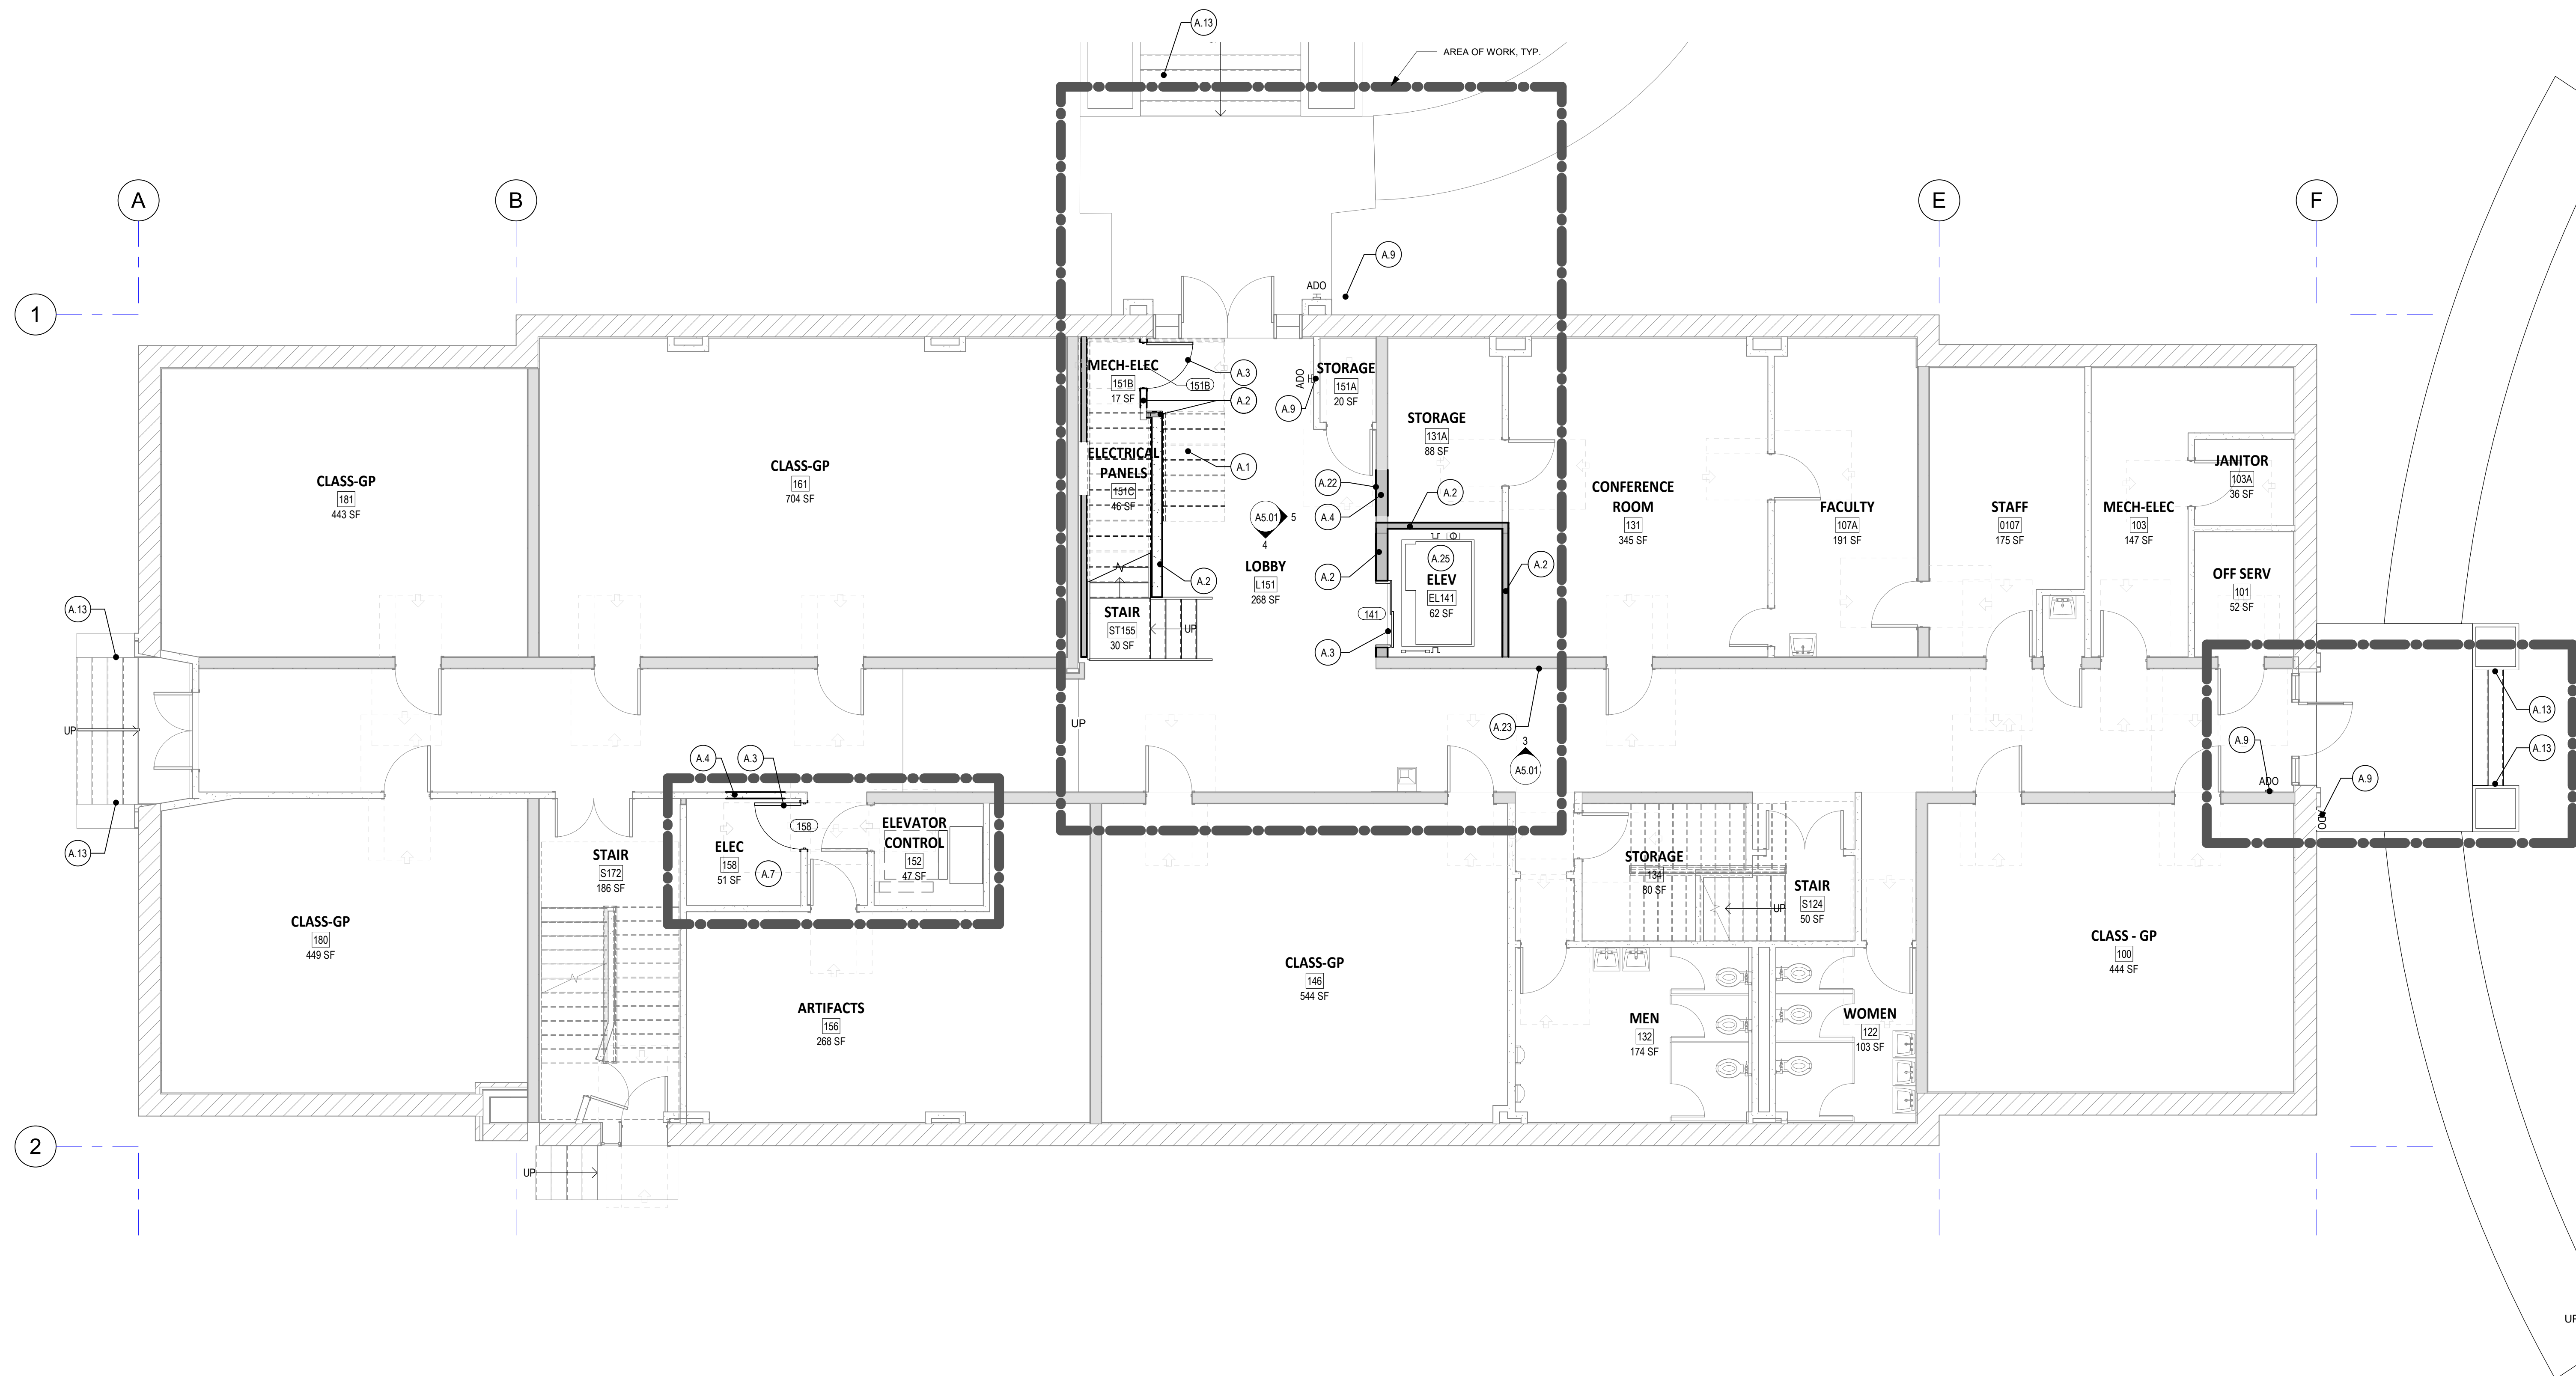 A.13
AREA OF WORK, TYP.
A
B
E
F
A.9
ADO
1
MECH-ELEC
151B
17 SF
151B
A.3
A.2
ADO
A.9
STORAGE
151A
20 SF
STORAGE
131A
88 SF
ELECTRICAL
PANELS
151C
46 SF
A.1
A.22
A.4
A.2
A5.01
5
4
CLASS-GP
181
443 SF
CLASS-GP
161
704 SF
CONFERENCE
ROOM
131
345 SF
FACULTY
107A
191 SF
STAFF
0107
175 SF
MECH-ELEC
103
147 SF
JANITOR
103A
36 SF
OFF SERV
101
52 SF
LOBBY
L151
268 SF
A.2
A.2
A.25
ELEV
EL141
62 SF
A.2
141
A.3
STAIR
ST155
30 SF
UP
A.13
UP
A.13
UP
A.23
3
A5.01
A.4
A.3
158
ELEC
158
51 SF
A.7
ELEVATOR
CONTROL
152
47 SF
A.13
A.13
A.9
ADO
A.9
ADO
STAIR
S172
186 SF
STORAGE
134
80 SF
STAIR
S124
50 SF
UP
CLASS-GP
180
449 SF
ARTIFACTS
156
268 SF
CLASS-GP
146
544 SF
MEN
132
174 SF
WOMEN
122
103 SF
CLASS - GP
100
444 SF
2
UP
UP